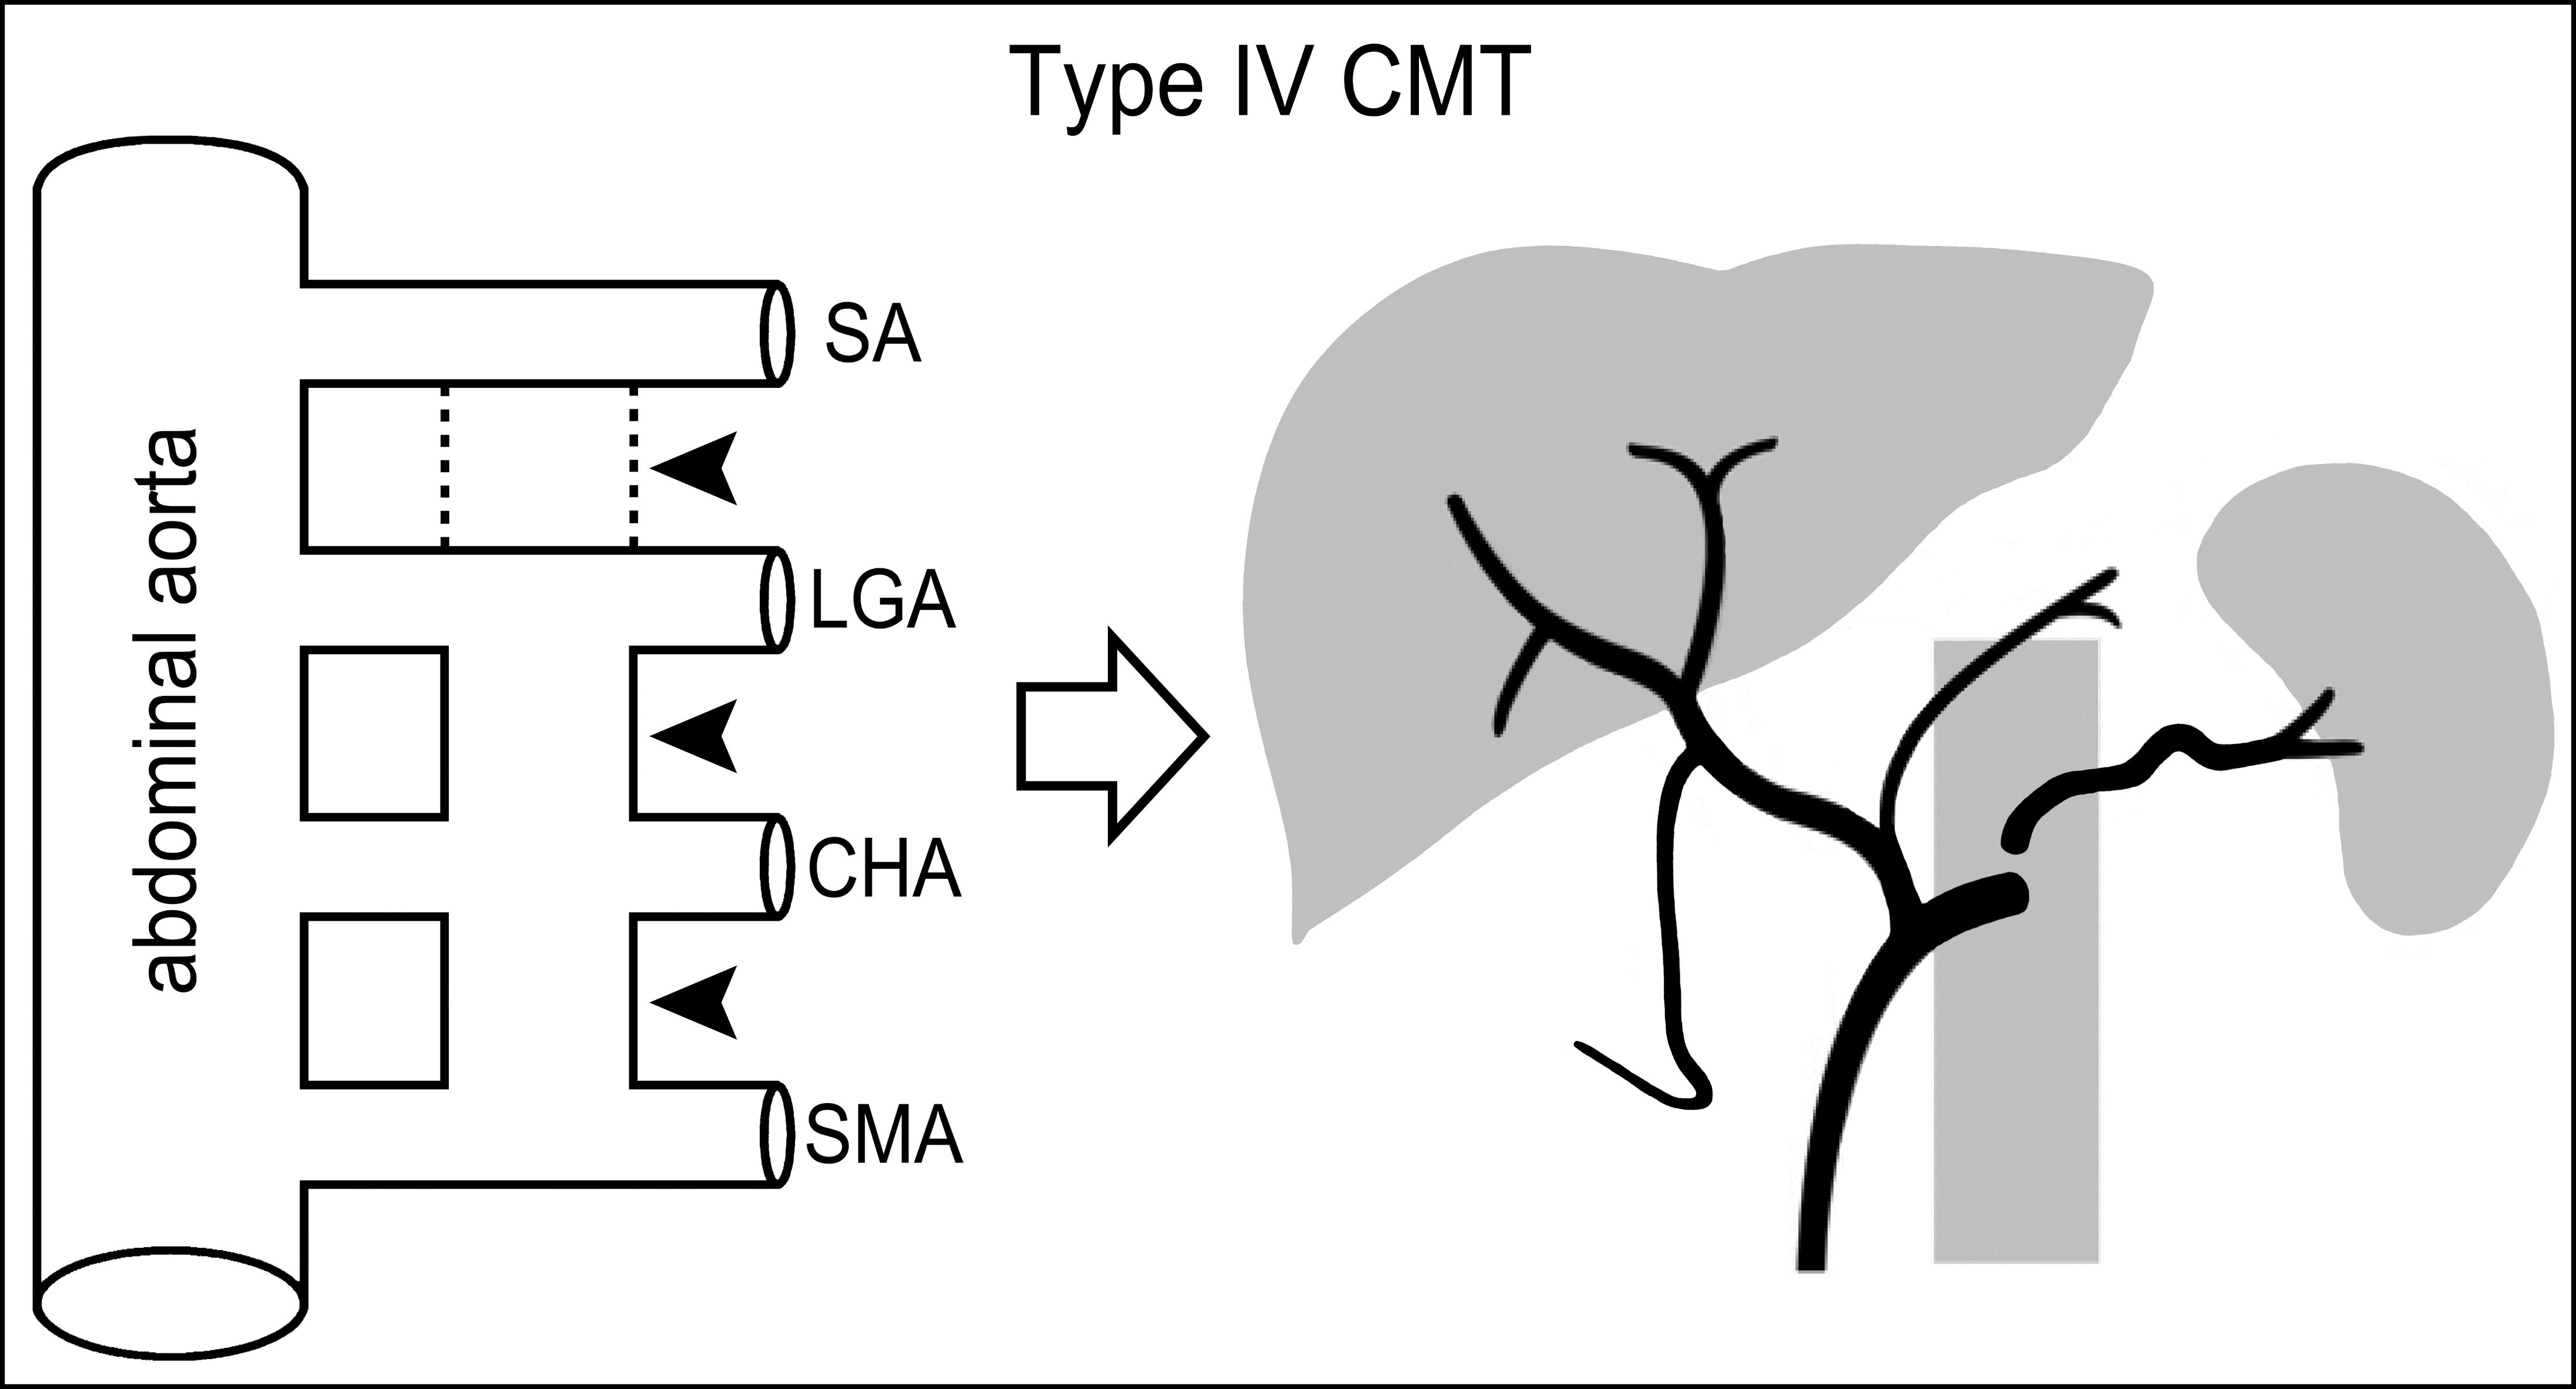 Type IV CMT
abdominal aorta
SA
LGA
CHA
SMA